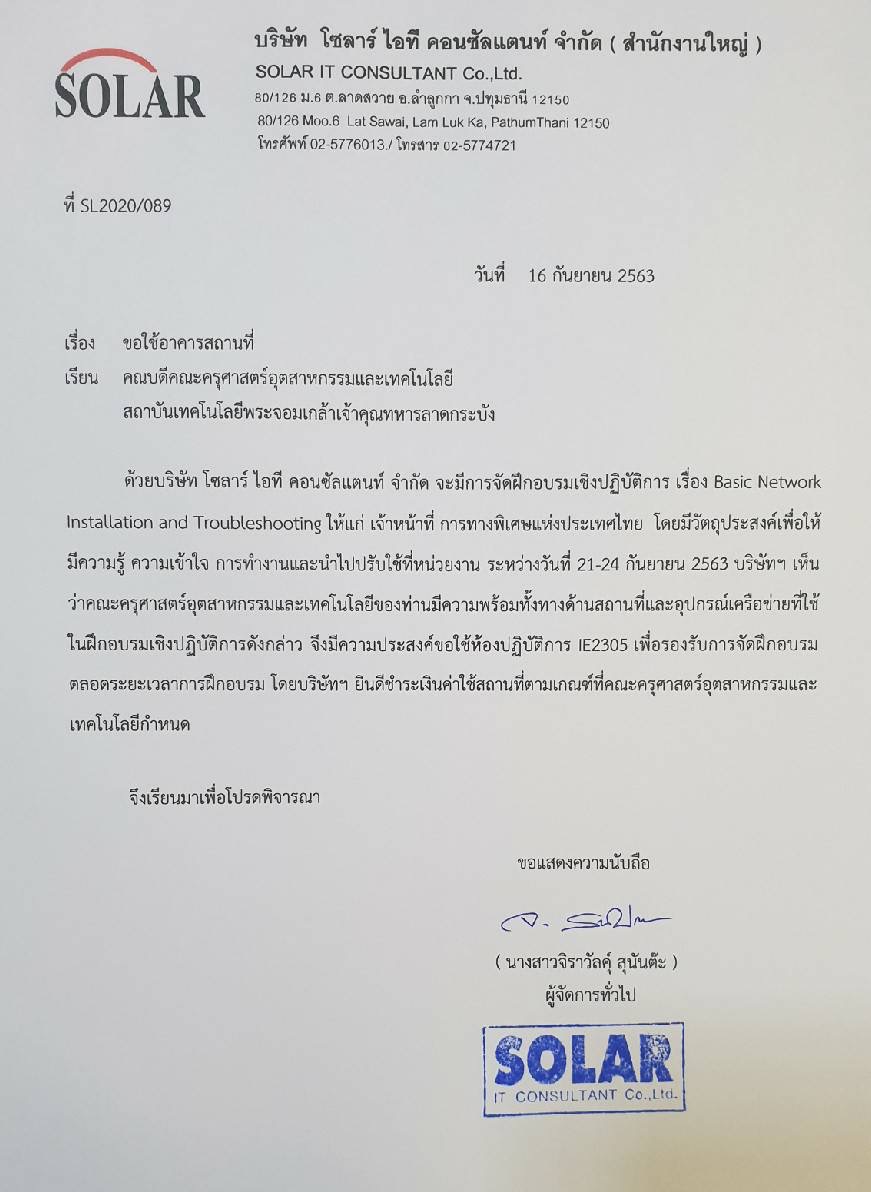 SOLAR
บริษัท โซลาร์ ไอที คอนซัลแตนท์ จำกัด ( สำนักงานใหญ่ )
SOLAR IT CONSULTANT Co.,Ltd.
80/126 ม.6 ต.ลาดสวาย อ.ลำลูกกา จ.ปทุมธานี 12150
80/126 Moo.6 Lat Sawai, Lam Luk Ka, PathumThani 12150
โทรศัพท์ 02-5776013./ โทรสาร 02-5774721
ที่ SL2020/089
วันที่ 16 กันยายน 2563
เรื่อง ขอใช้อาคารสถานที่
เรียน คณบดีคณะครุศาสตร์อุตสาหกรรมและเทคโนโลยี
สถาบันเทคโนโลยีพระจอมเกล้าเจ้าคุณทหารลาดกระบัง
ด้วยบริษัท โซลาร์ ไอที คอนซัลแตนท์ จำกัด จะมีการจัดฝึกอบรมเชิงปฏิบัติการ เรื่อง Basic Network
Installation and Troubleshooting ให้แก่ เจ้าหน้าที่ การทางพิเศษแห่งประเทศไทย โดยมีวัตถุประสงค์เพื่อให้
มีความรู้ ความเข้าใจ การทำงานและนำไปปรับใช้ที่หน่วยงาน ระหว่างวันที่ 21-24 กันยายน 2563 บริษัทฯ เห็น
ว่าคณะครุศาสตร์อุตสาหกรรมและเทคโนโลยีของท่านมีความพร้อมทั้งทางด้านสถานที่และอุปกรณ์เครือข่ายที่ใช้
ในฝึกอบรมเชิงปฏิบัติการดังกล่าว จึงมีความประสงค์ขอใช้ห้องปฏิบัติการ IE2305 เพื่อรองรับการจัดฝึกอบรม
ตลอดระยะเวลาการฝึกอบรม โดยบริษัทฯ ยินดีชำระเงินค่าใช้สถานที่ตามเกณฑ์ที่คณะครุศาสตร์อุตสาหกรรมและ
เทคโนโลยีกำหนด
จึงเรียนมาเพื่อโปรดพิจารณา
ขอแสดงความนับถือ
( นางสาวจิราวัลคุ์ สุนันต๊ะ )
ผู้จัดการทั่วไป
SOLAR
IT CONSULTANT Co.,Ltd.